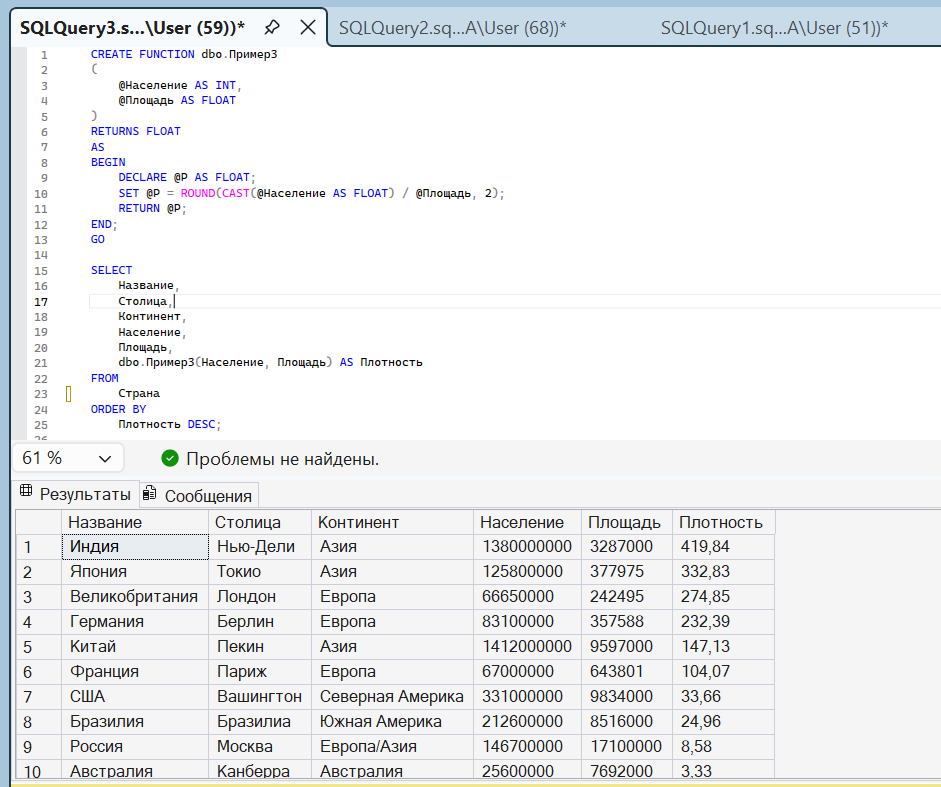 SQLQuery3.s...\User (59))* SQLQuery2.sq...A\User (68))* SQLQuery1.sq...A\User (51))*
1 CREATE FUNCTION dbo.Пример3
2 (
3 @Население AS INT,
4 @Площадь AS FLOAT
5 )
6 RETURNS FLOAT
7 AS
8 BEGIN
9 DECLARE @P AS FLOAT;
10 SET @P = ROUND(CAST(@Население AS FLOAT) / @Площадь, 2);
11 RETURN @P;
12 END;
13 GO
14
15 SELECT
16 Название,
17 Столица,
18 Континент,
19 Население,
20 Площадь,
21 dbo.Пример3(Население, Площадь) AS Плотность
22 FROM
23 Страна
24 ORDER BY
25 Плотность DESC;
26
61 % Проблемы не найдены.
Результаты Сообщения
Название Столица Континент Население Площадь Плотность
1 Индия Нью-Дели Азия 1380000000 3287000 419,84
2 Япония Токио Азия 125800000 377975 332,83
3 Великобритания Лондон Европа 66650000 242495 274,85
4 Германия Берлин Европа 83100000 357588 232,39
5 Китай Пекин Азия 1412000000 9597000 147,13
6 Франция Париж Европа 67000000 643801 104,07
7 США Вашингтон Северная Америка 331000000 9834000 33,66
8 Бразилия Бразилиа Южная Америка 212600000 8516000 24,96
9 Россия Москва Европа/Азия 146700000 17100000 8,58
10 Австралия Канберра Австралия 25600000 7692000 3,33